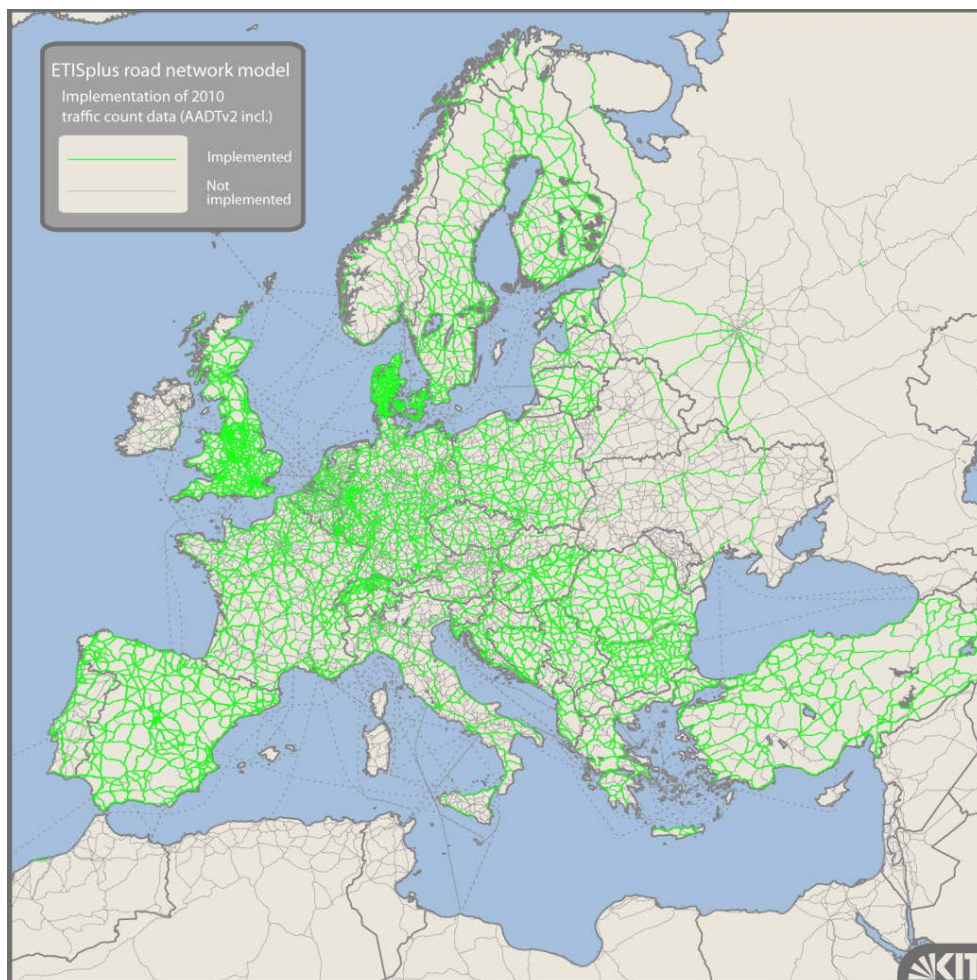 ETISplus road network model
Implementation of 2010
traffic count data (AADTv2 incl.)
Implemented
Not
implemented
KIT